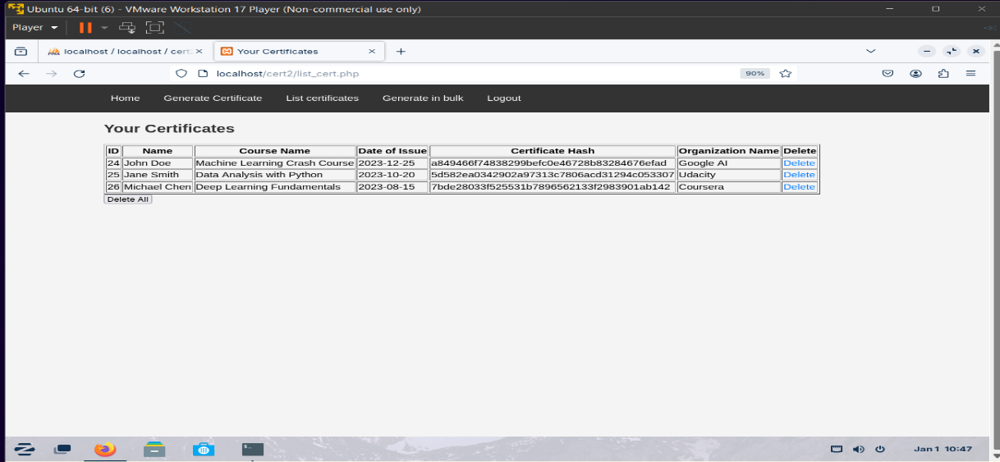 Ubuntu 64-bit (6) - VMware Workstation 17 Player (Non-commercial use only)
Player
localhost / localhost / cert2
Your Certificates
localhost/cert2/list_cert.php
90%
Home Generate Certificate List certificates Generate in bulk Logout
Your Certificates
ID Name Course Name Date of Issue Certificate Hash Organization Name Delete
24 John Doe Machine Learning Crash Course 2023-12-25 a849466f74838299befc0e46728b83284676efad Google AI Delete
25 Jane Smith Data Analysis with Python 2023-10-20 5d582ea0342902a97313c7806acd31294c053307 Udacity Delete
26 Michael Chen Deep Learning Fundamentals 2023-08-15 7bde28033f525531b7896562133f2983901ab142 Coursera Delete
Delete All
Jan 1 10:47